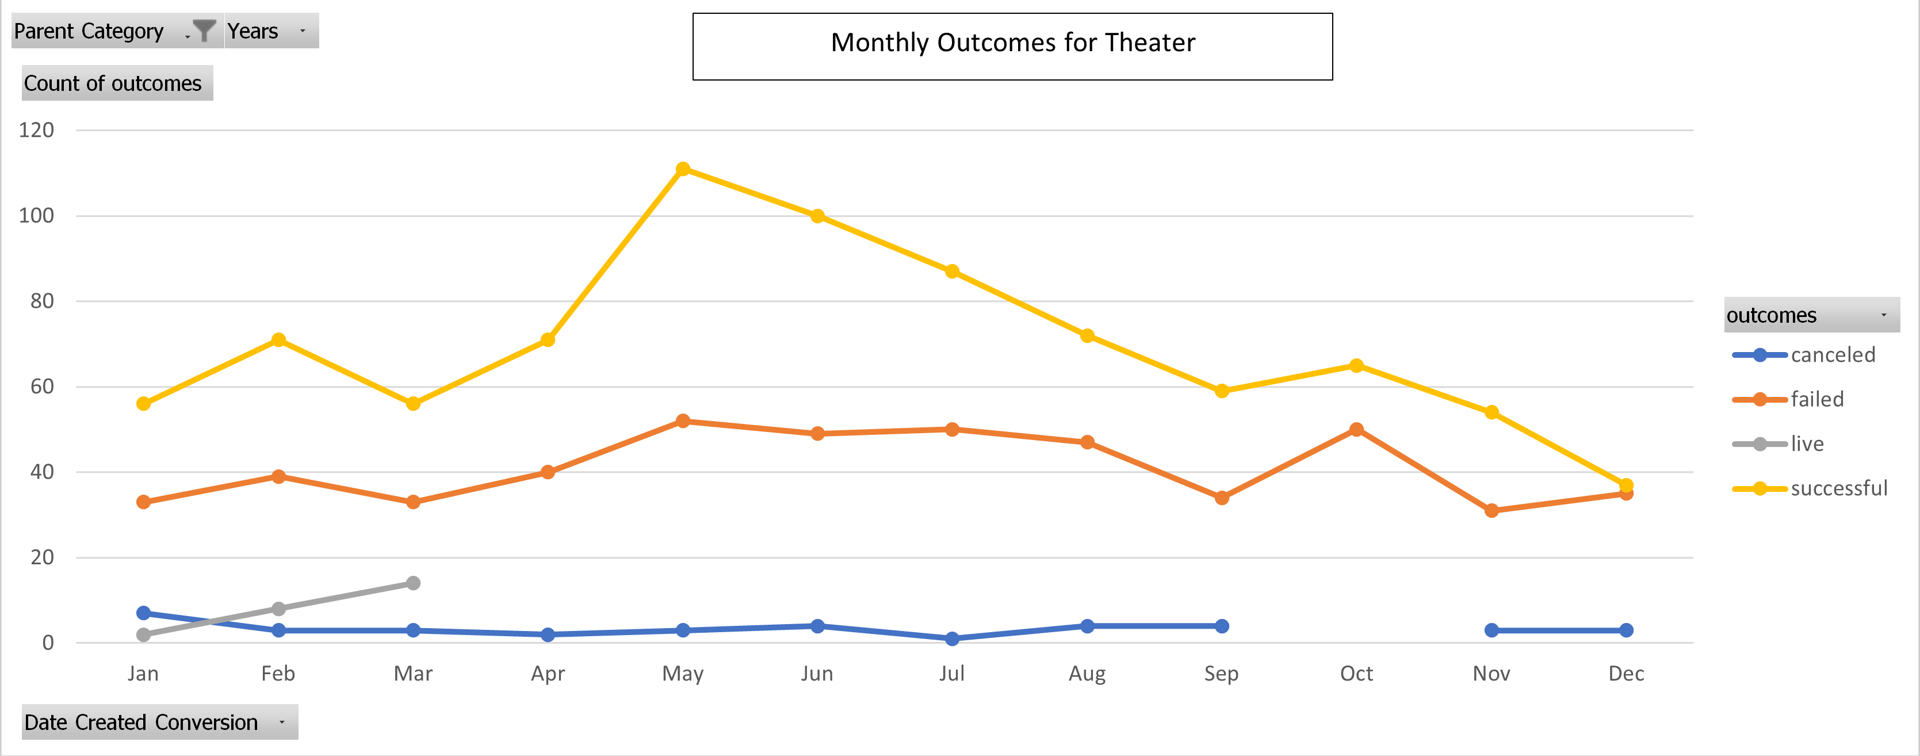 Parent Category Years
Monthly Outcomes for Theater
Count of outcomes
120
100
80
60
40
20
0
Jan Feb Mar Apr May Jun Jul Aug Sep Oct Nov Dec
outcomes
canceled
failed
live
successful
Date Created Conversion